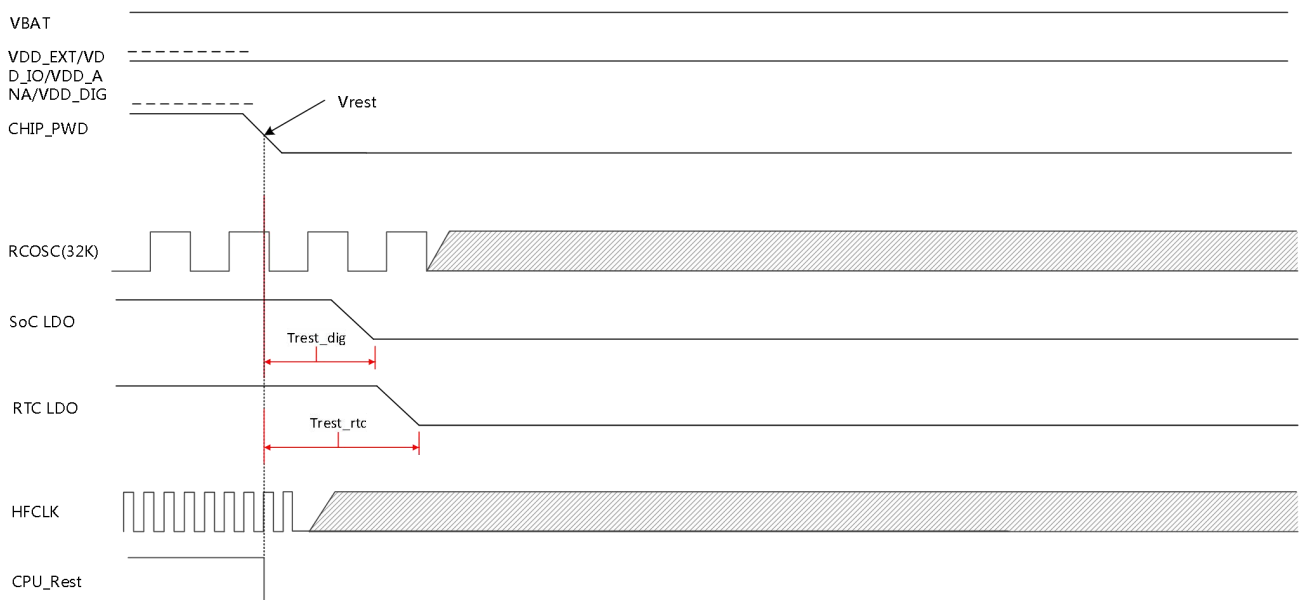 VBAT
VDD_EXT/VD
D_IO/VDD_A
NA/VDD_DIG
Vrest
CHIP_PWD
RCOSC(32K)
SoC LDO
Trest_dig
RTC LDO
Trest_rtc
HFCLK
CPU_Rest